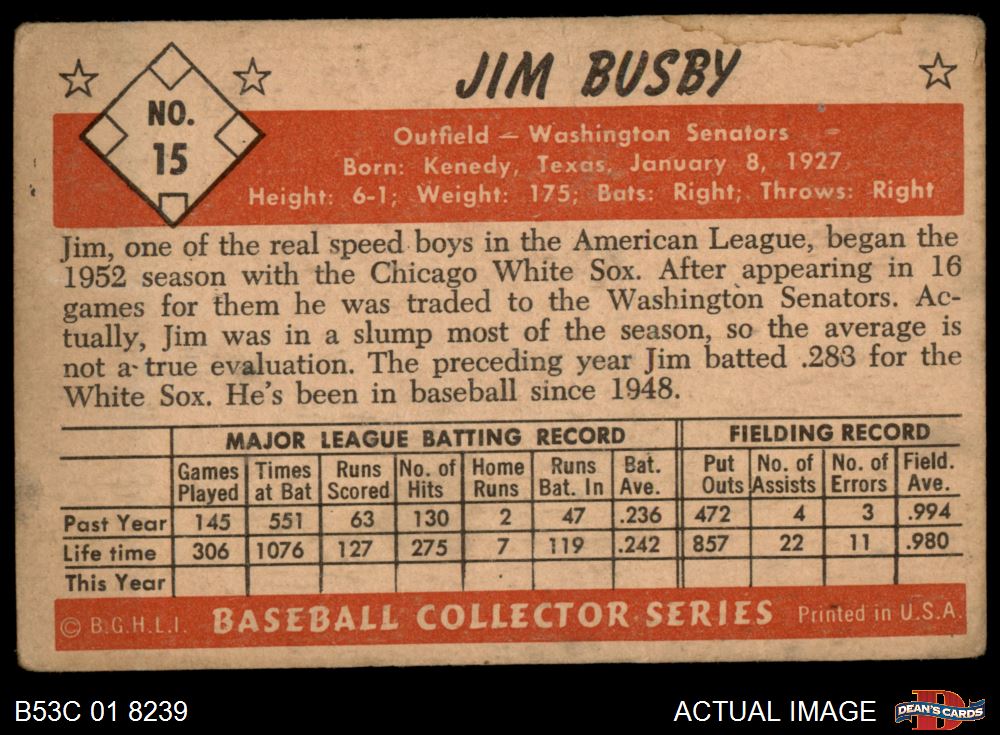 JIM BUSBY
NO.
15
Outfield — Washington Senators
Born: Kenedy, Texas, January 8, 1927
Height: 6-1; Weight: 175; Bats: Right; Throws: Right
Jim, one of the real speed boys in the American League, began the
1952 season with the Chicago White Sox. After appearing in 16
games for them he was traded to the Washington Senators. Ac-
tually, Jim was in a slump most of the season, so the average is
not a true evaluation. The preceding year Jim batted .283 for the
White Sox. He's been in baseball since 1948.
MAJOR LEAGUE BATTING RECORD FIELDING RECORD
Games Times Runs No. of Home Runs Bat. Put No. of No. of Field.
Played at Bat Scored Hits Runs Bat. In Ave. Outs Assists Errors Ave.
Past Year 145 551 63 130 2 47 .236 472 4 3 .994
Life time 306 1076 127 275 7 119 .242 857 22 11 .980
This Year
© B.G.H.L.I. BASEBALL COLLECTOR SERIES Printed in U.S.A.
B53C 01 8239 ACTUAL IMAGE DEAN'S CARDS